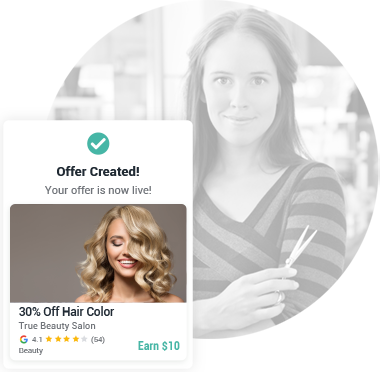 Offer Created!
Your offer is now live!
30% Off Hair Color
True Beauty Salon
4.1 ★★★★★ (54)
Beauty
Earn $10